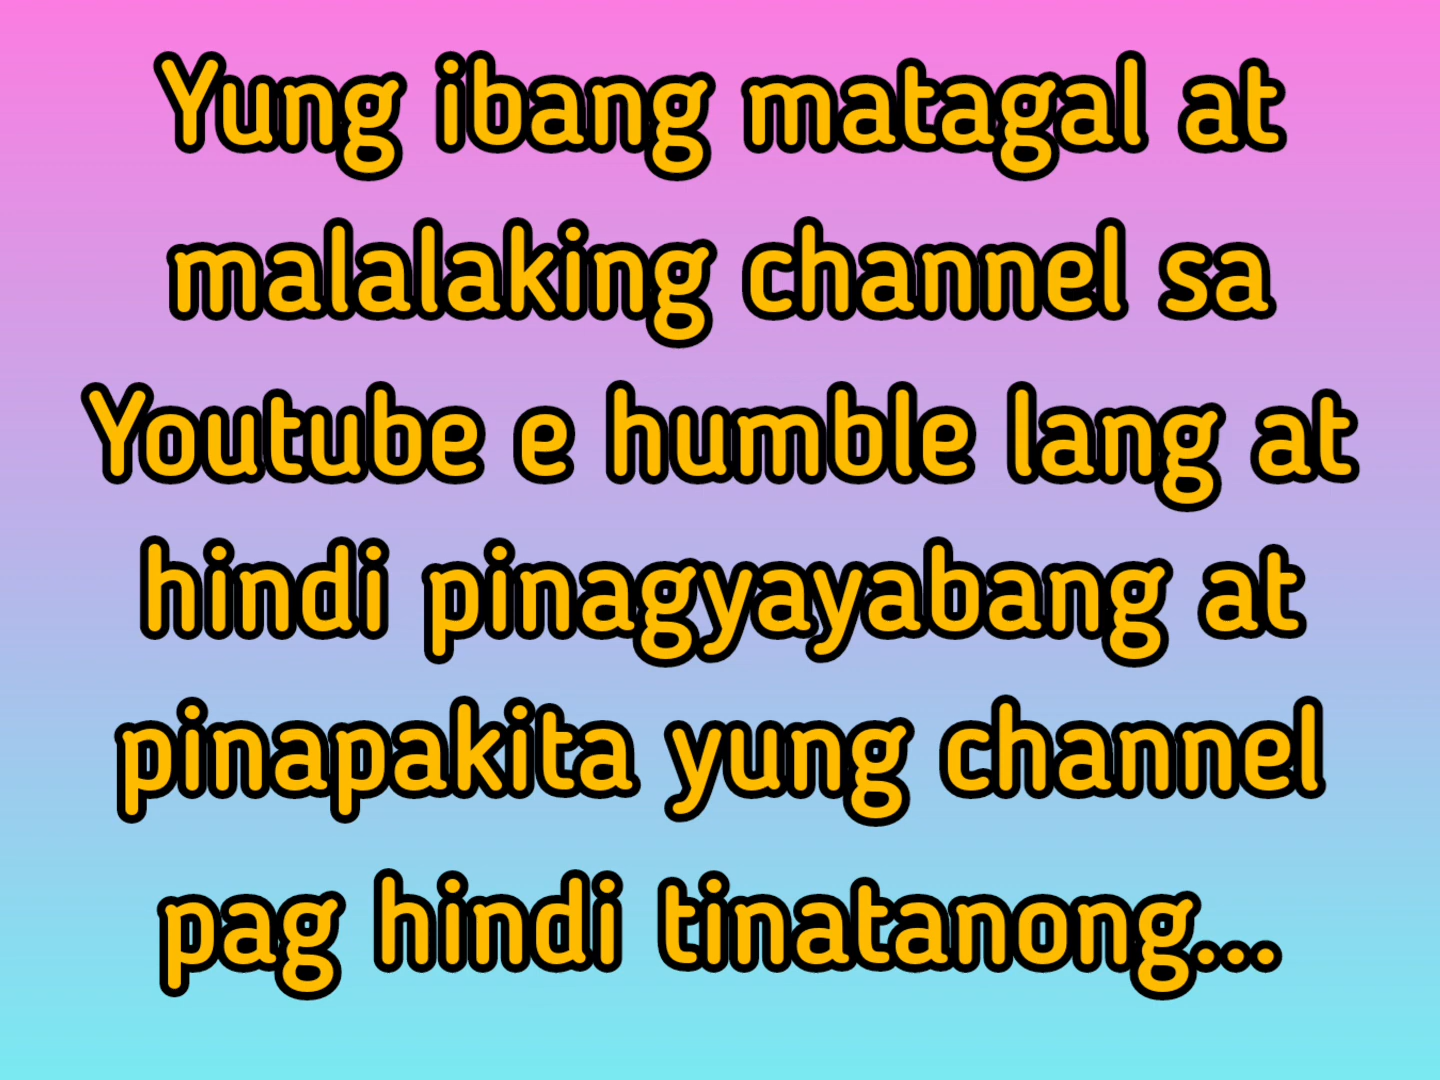 Yung ibang matagal at
malalaking channel sa
Youtube e humble lang at
hindi pinagyayabang at
pinapakita yung channel
pag hindi tinatanong...